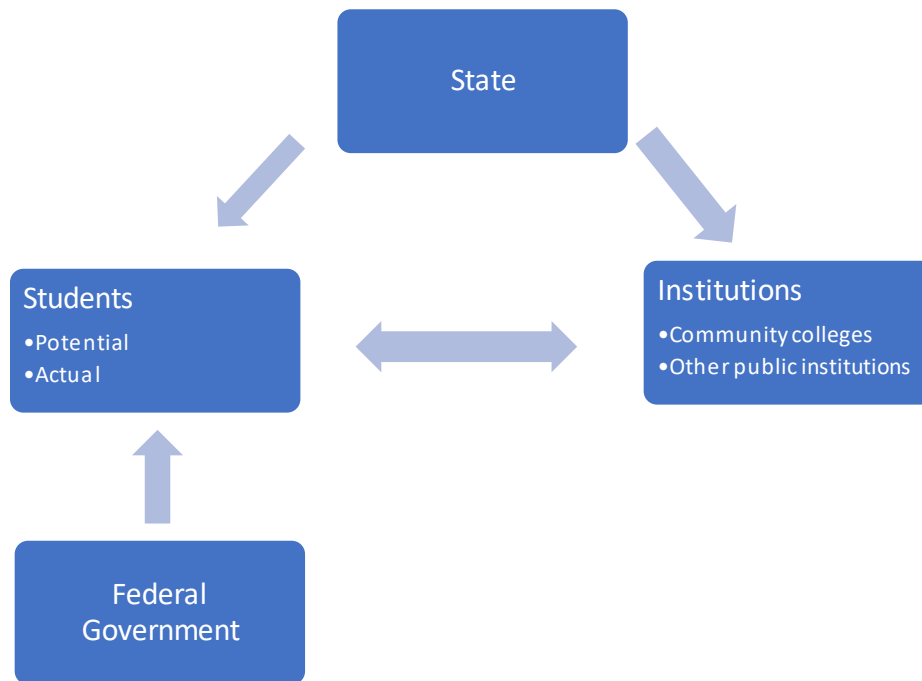 State
Students
•Potential
•Actual
Institutions
•Community colleges
•Other public institutions
Federal
Government